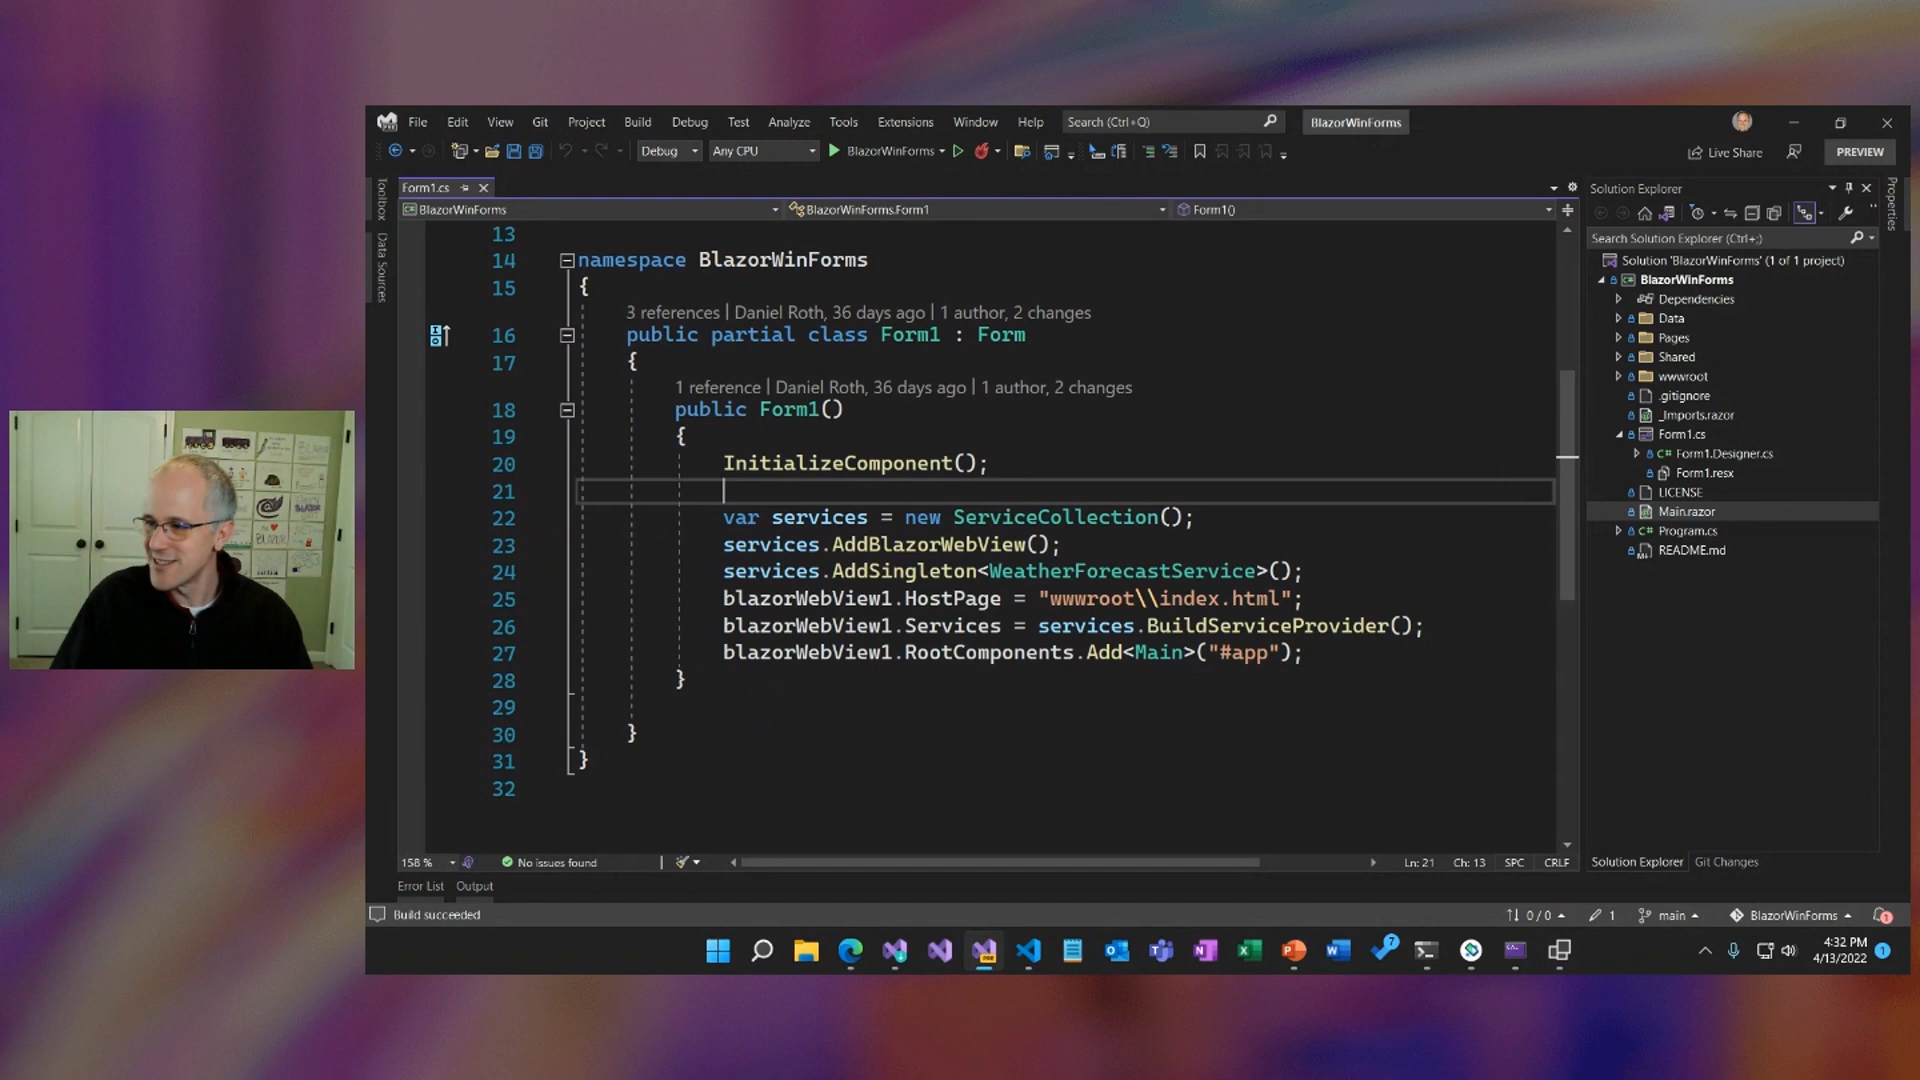 File Edit View Git Project Build Debug Test Analyze Tools Extensions Window Help Search (Ctrl+Q) BlazorWinForms
Debug Any CPU BlazorWinForms Live Share PREVIEW
Toolbox
Data Sources
Form1.cs
BlazorWinForms BlazorWinForms.Form1 Form1()
13
14 namespace BlazorWinForms
15 {
3 references | Daniel Roth, 36 days ago | 1 author, 2 changes
16 public partial class Form1 : Form
17 {
1 reference | Daniel Roth, 36 days ago | 1 author, 2 changes
18 public Form1()
19 {
20 InitializeComponent();
21
22 var services = new ServiceCollection();
23 services.AddBlazorWebView();
24 services.AddSingleton<WeatherForecastService>();
25 blazorWebView1.HostPage = "wwwroot\\index.html";
26 blazorWebView1.Services = services.BuildServiceProvider();
27 blazorWebView1.RootComponents.Add<Main>("#app");
28 }
29
30 }
31 }
32
158 % No issues found Ln: 21 Ch: 13 SPC CRLF
Error List Output
Solution Explorer
Search Solution Explorer (Ctrl+;)
Solution 'BlazorWinForms' (1 of 1 project)
BlazorWinForms
Dependencies
Data
Pages
Shared
wwwroot
.gitignore
_Imports.razor
Form1.cs
C# Form1.Designer.cs
Form1.resx
LICENSE
Main.razor
C# Program.cs
README.md
Solution Explorer Git Changes
Properties
Build succeeded 0 / 0 1 main BlazorWinForms 1
7
4:32 PM
4/13/2022
1
BLAZOR